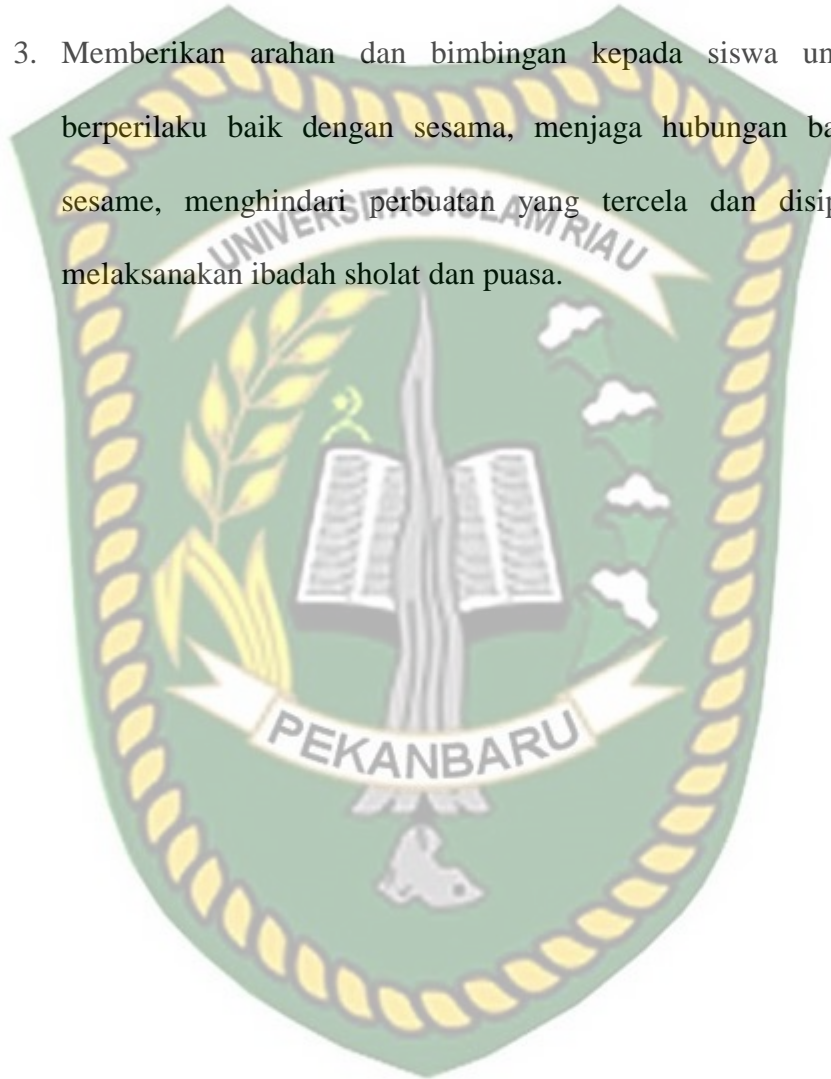 3. Memberikan arahan dan bimbingan kepada siswa un
berperilaku baik dengan sesama, menjaga hubungan ba
sesame, menghindari perbuatan yang tercela dan disip
melaksanakan ibadah sholat dan puasa.
UNIVERSITAS ISLAM RIAU
PEKANBARU